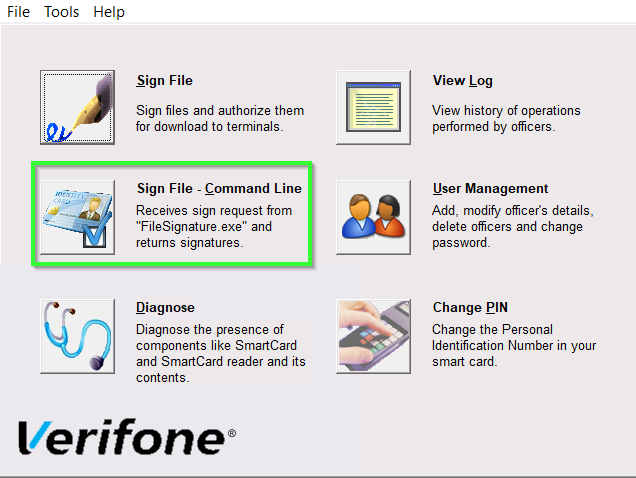 File Tools Help
Sign File
Sign files and authorize them
for download to terminals.
View Log
View history of operations
performed by officers.
IDENTITY
CARD
Sign File - Command Line
Receives sign request from
"FileSignature.exe" and
returns signatures.
User Management
Add, modify officer's details,
delete officers and change
password.
Diagnose
Diagnose the presence of
components like SmartCard
and SmartCard reader and its
contents.
Change PIN
Change the Personal
Identification Number in your
smart card.
Verifone®